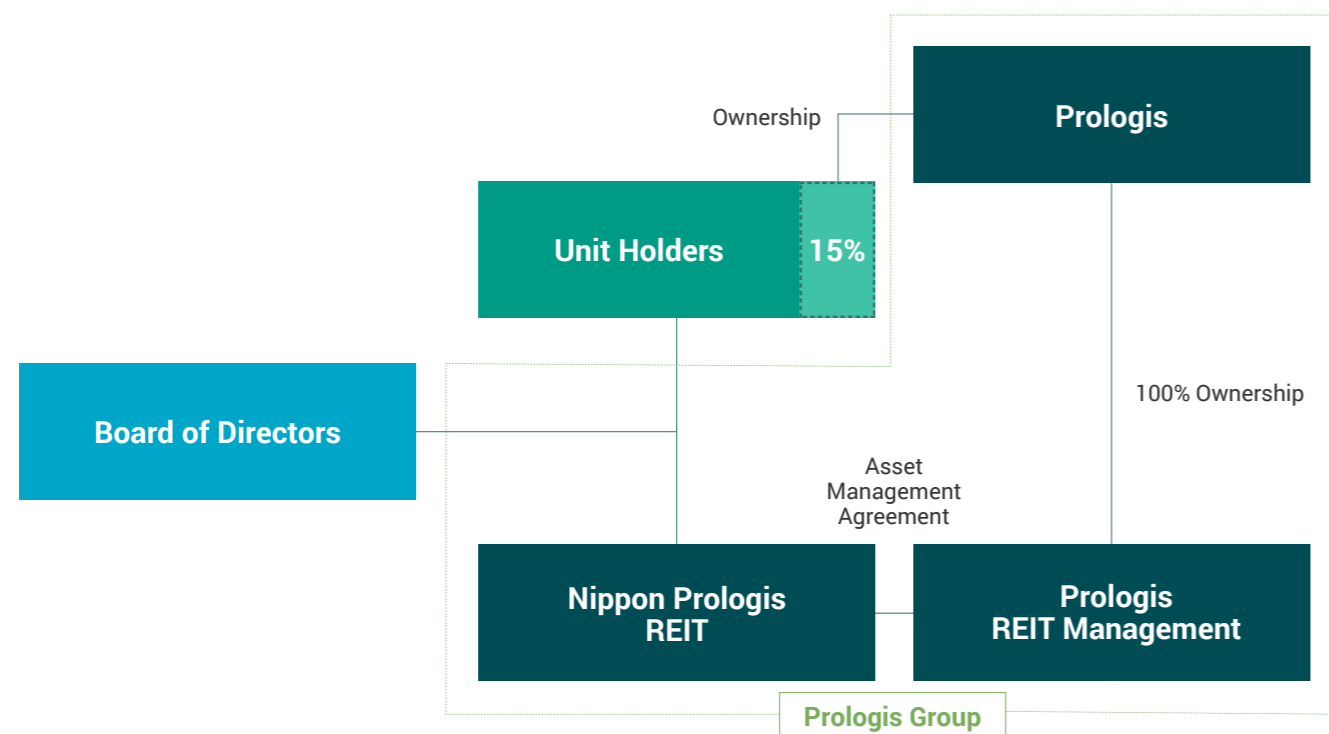 Prologis
Ownership
Unit Holders
15%
100% Ownership
Board of Directors
Asset
Management
Agreement
Nippon Prologis
REIT
Prologis
REIT Management
Prologis Group